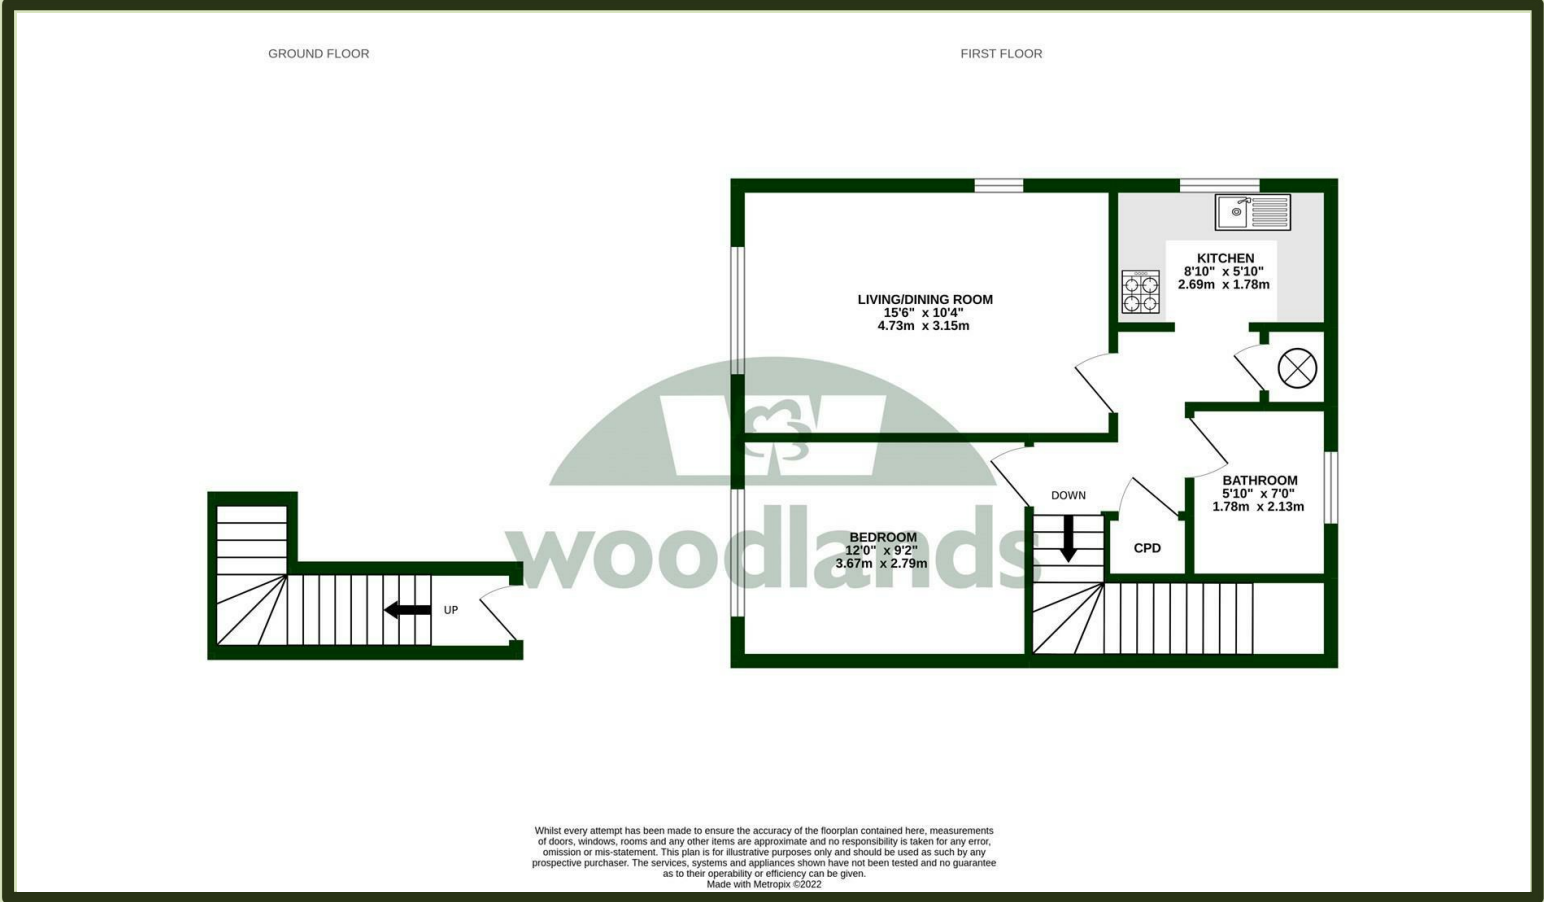 GROUND FLOOR
FIRST FLOOR
LIVING/DINING ROOM
15'6" x 10'4"
4.73m x 3.15m
KITCHEN
8'10" x 5'10"
2.69m x 1.78m
BATHROOM
5'10" x 7'0"
1.78m x 2.13m
DOWN
CPD
BEDROOM
12'0" x 9'2"
3.67m x 2.79m
woodlands
UP
Whilst every attempt has been made to ensure the accuracy of the floorplan contained here, measurements
of doors, windows, rooms and any other items are approximate and no responsibility is taken for any error,
omission or mis-statement. This plan is for illustrative purposes only and should be used as such by any
prospective purchaser. The services, systems and appliances shown have not been tested and no guarantee
as to their operability or efficiency can be given.
Made with Metropix ©2022